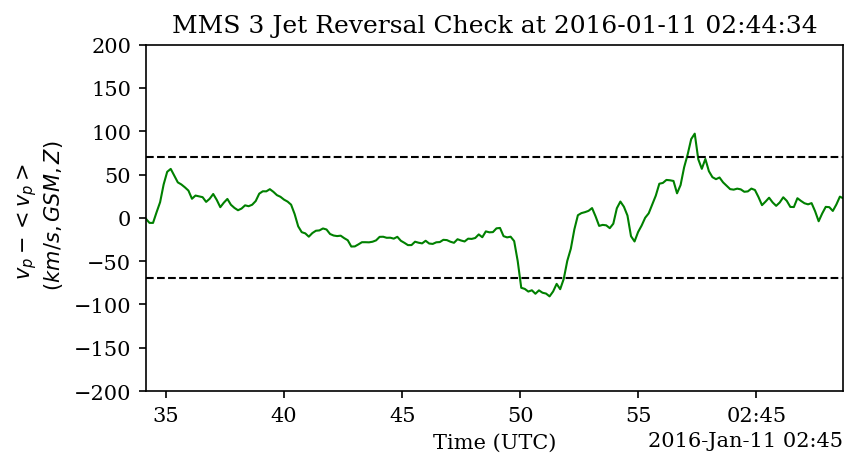 MMS 3 Jet Reversal Check at 2016-01-11 02:44:34
200
150
100
50
0
−50
−100
−150
−200
v_p − < v_p >
(km/s, GSM, Z)
35 40 45 50 55 02:45
Time (UTC) 2016-Jan-11 02:45